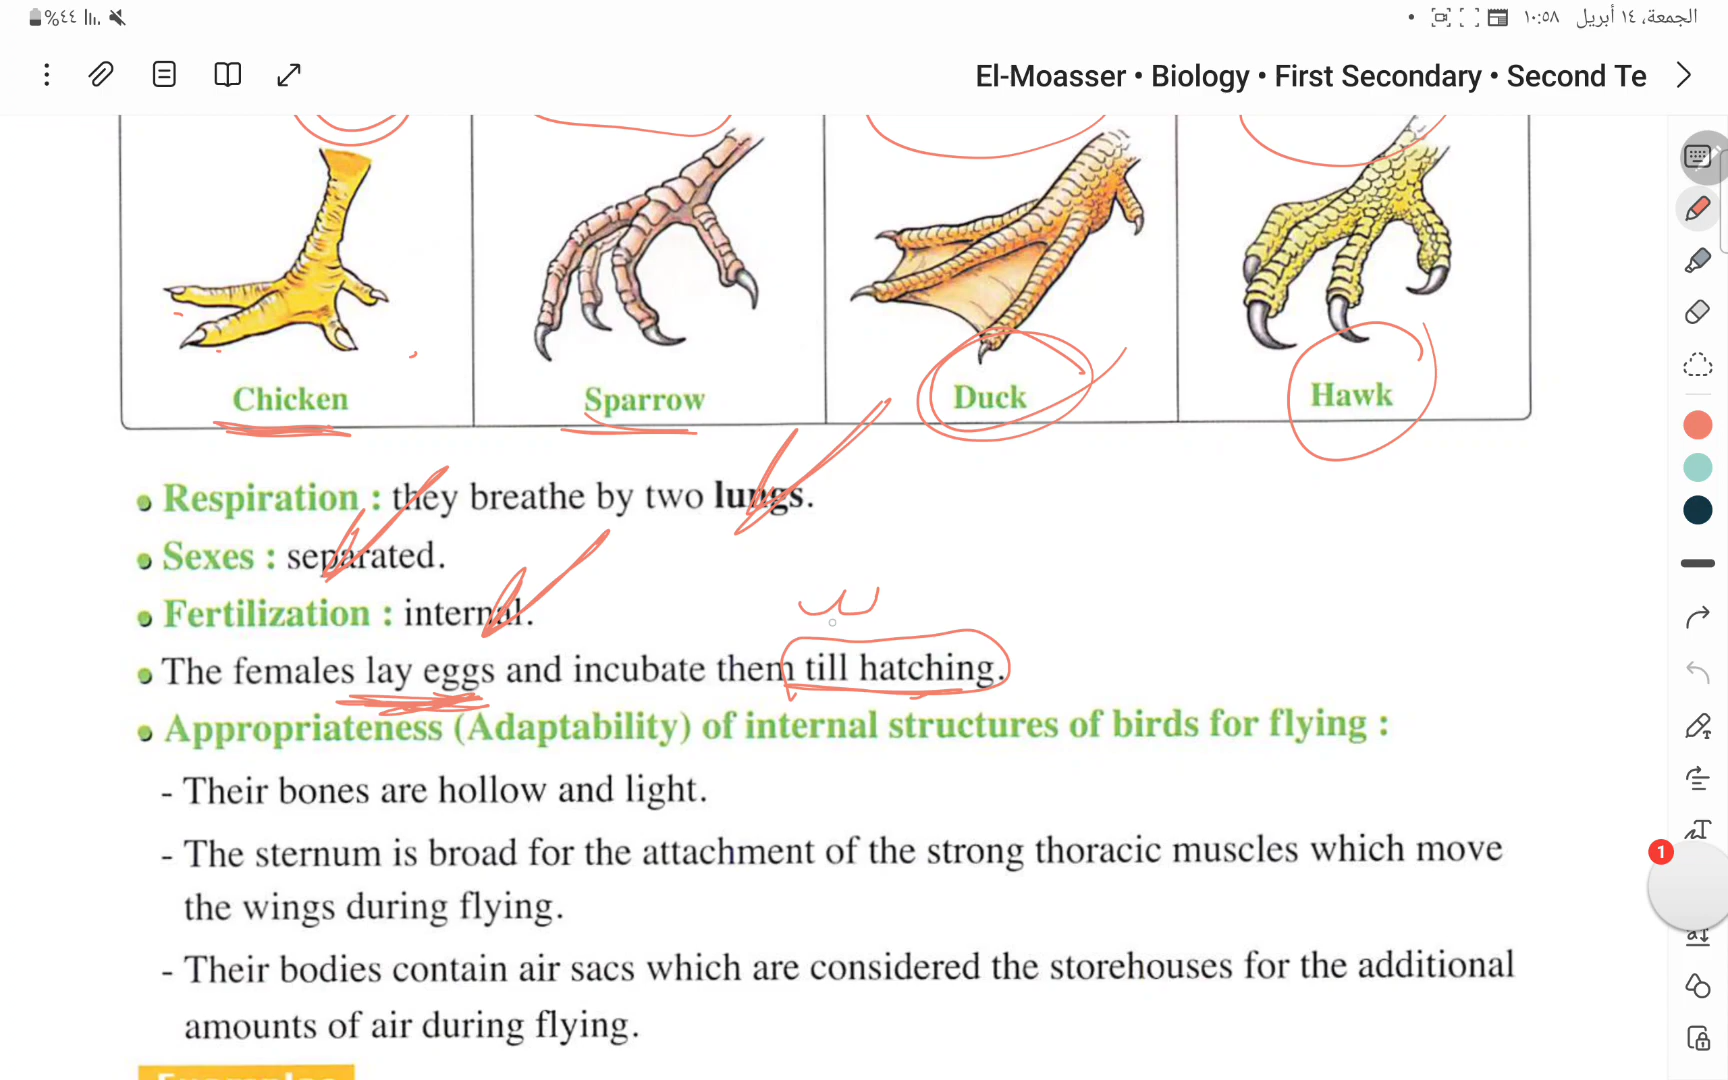 %٤٤
الجمعة، ١٤ أبريل ١٠:٥٨
El-Moasser • Biology • First Secondary • Second Te
Chicken
Sparrow
Duck
Hawk
Respiration : they breathe by two lungs.
Sexes : separated.
Fertilization : internal.
The females lay eggs and incubate them till hatching.
Appropriateness (Adaptability) of internal structures of birds for flying :
- Their bones are hollow and light.
- The sternum is broad for the attachment of the strong thoracic muscles which move
the wings during flying.
- Their bodies contain air sacs which are considered the storehouses for the additional
amounts of air during flying.
1